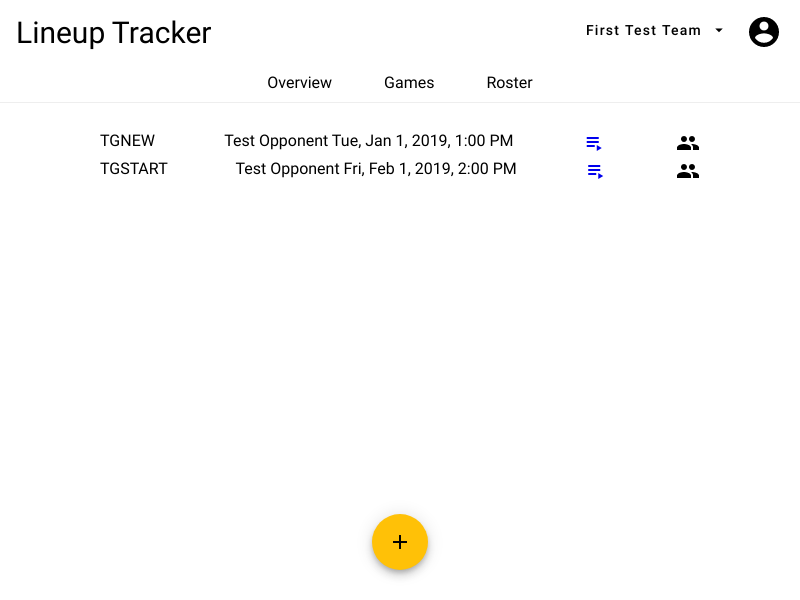 Lineup Tracker
First Test Team
Overview Games Roster
TGNEW Test Opponent Tue, Jan 1, 2019, 1:00 PM
TGSTART Test Opponent Fri, Feb 1, 2019, 2:00 PM